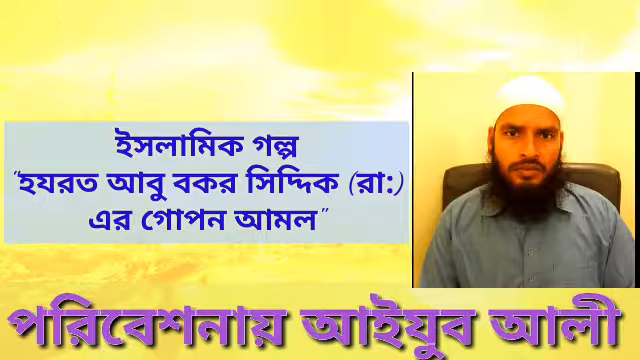 ইসলামিক গল্প
"হযরত আবু বকর সিদ্দিক (রা:)
এর গোপন আমল"
পরিবেশনায় আইযুব আলী